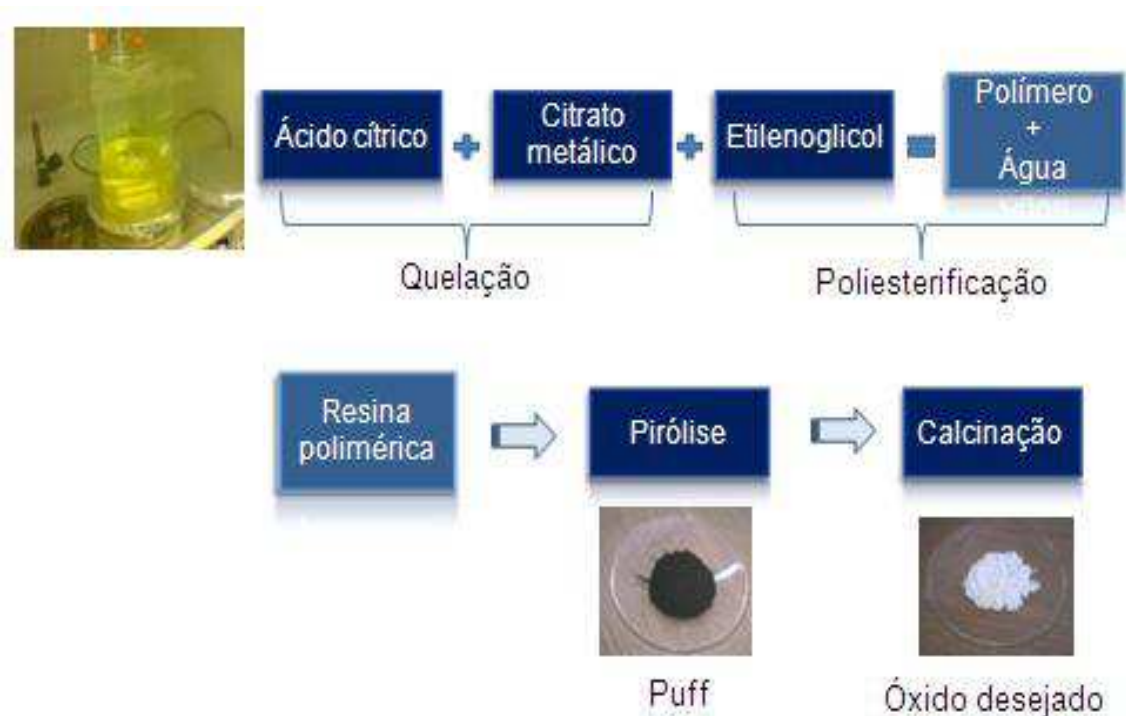 Ácido cítrico
+
Citrato
metálico
+
Etilenoglicol
=
Polímero
+
Água
Quelação
Poliesterificação
Resina
polimérica
Pirólise
Calcinação
Puff
Óxido desejado